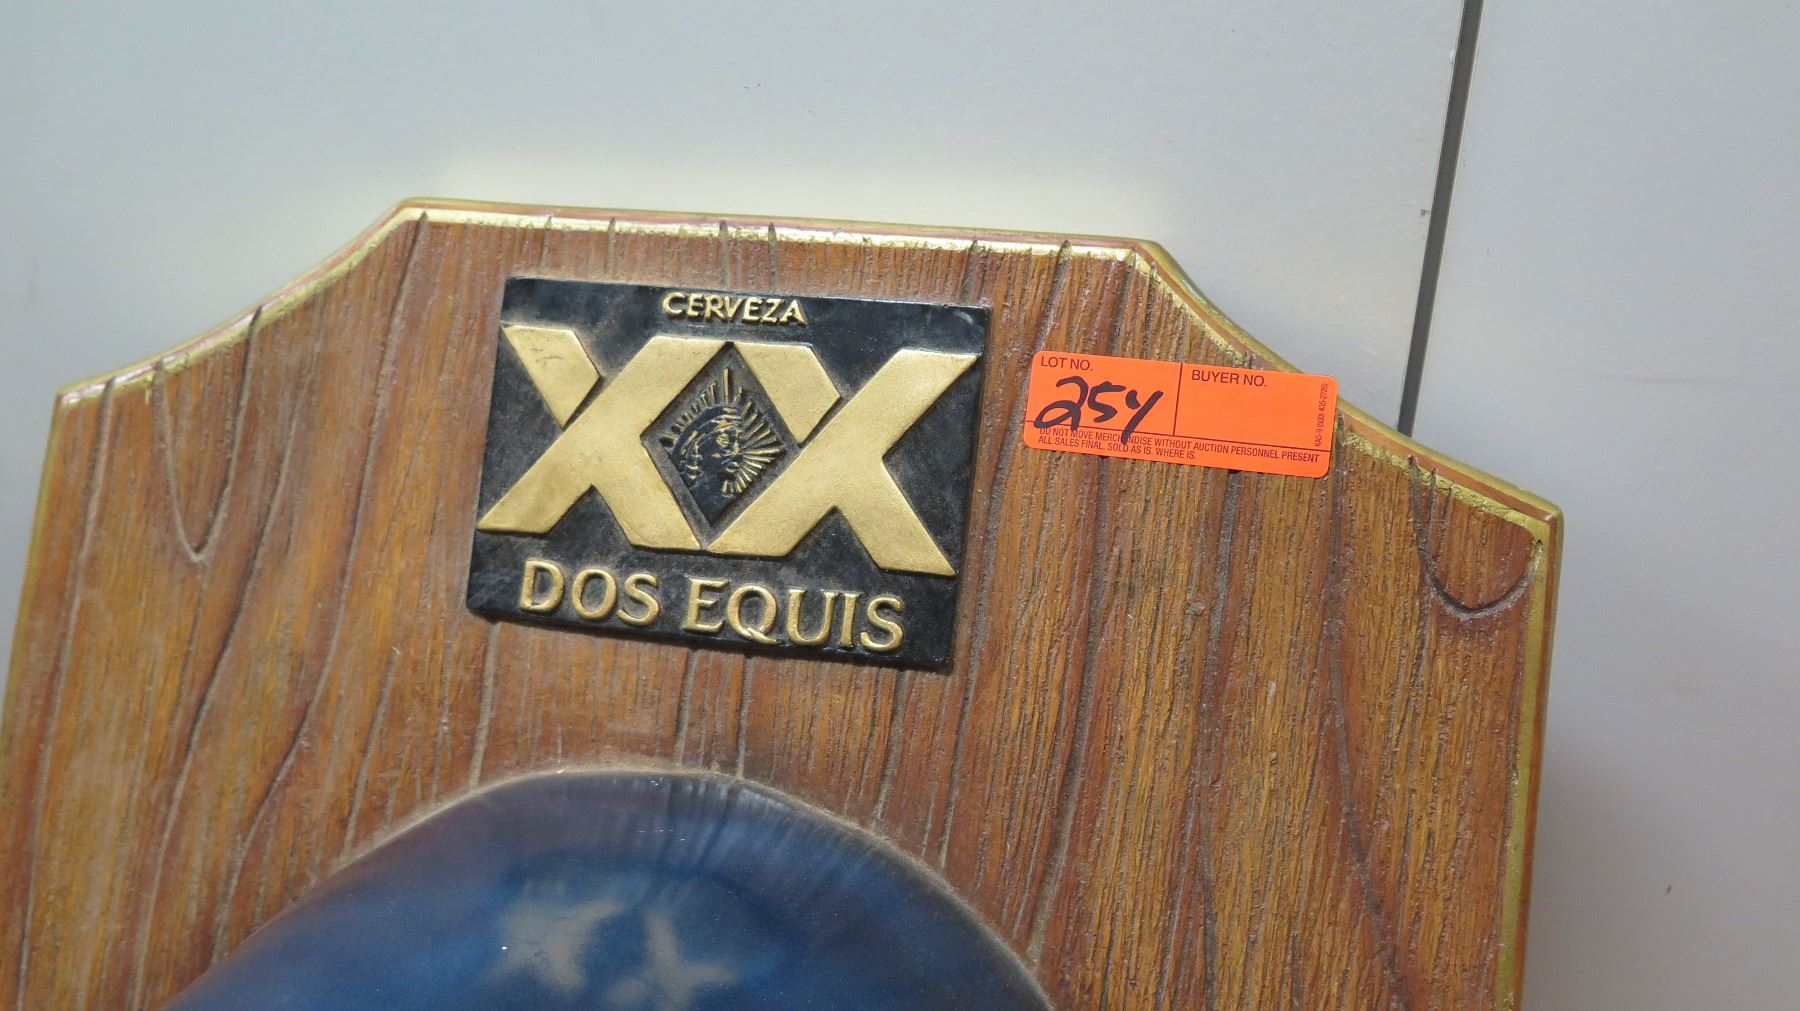 CERVEZA
XX
DOS EQUIS
LOT NO.
254
BUYER NO.
DO NOT MOVE MERCHANDISE WITHOUT AUCTION PERSONNEL PRESENT
ALL SALES FINAL. SOLD AS IS. WHERE IS.